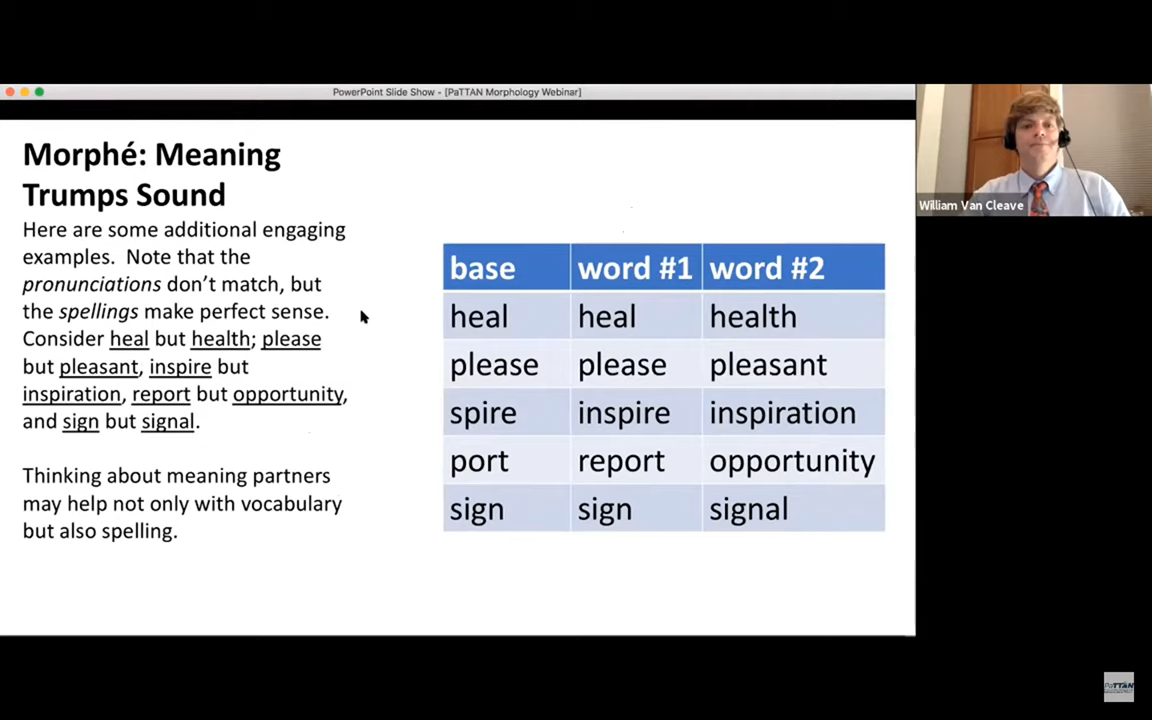 PowerPoint Slide Show - [PaTTAN Morphology Webinar]
Morphé: Meaning
Trumps Sound
Here are some additional engaging
examples. Note that the
pronunciations don't match, but
the spellings make perfect sense.
Consider heal but health; please
but pleasant, inspire but
inspiration, report but opportunity,
and sign but signal.
Thinking about meaning partners
may help not only with vocabulary
but also spelling.
base word #1 word #2
heal heal health
please please pleasant
spire inspire inspiration
port report opportunity
sign sign signal
William Van Cleave
PaTTAN